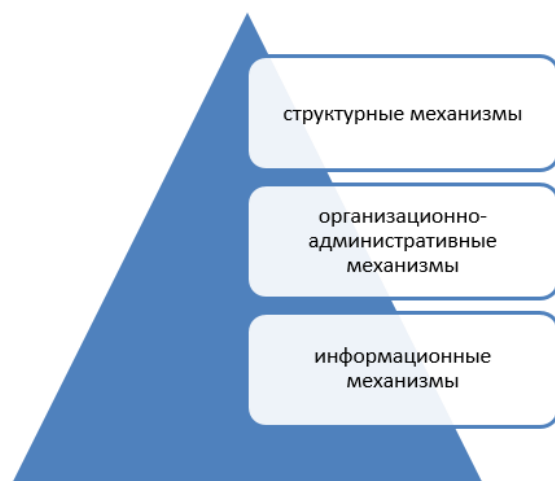 структурные механизмы
организационно-
административные
механизмы
информационные
механизмы